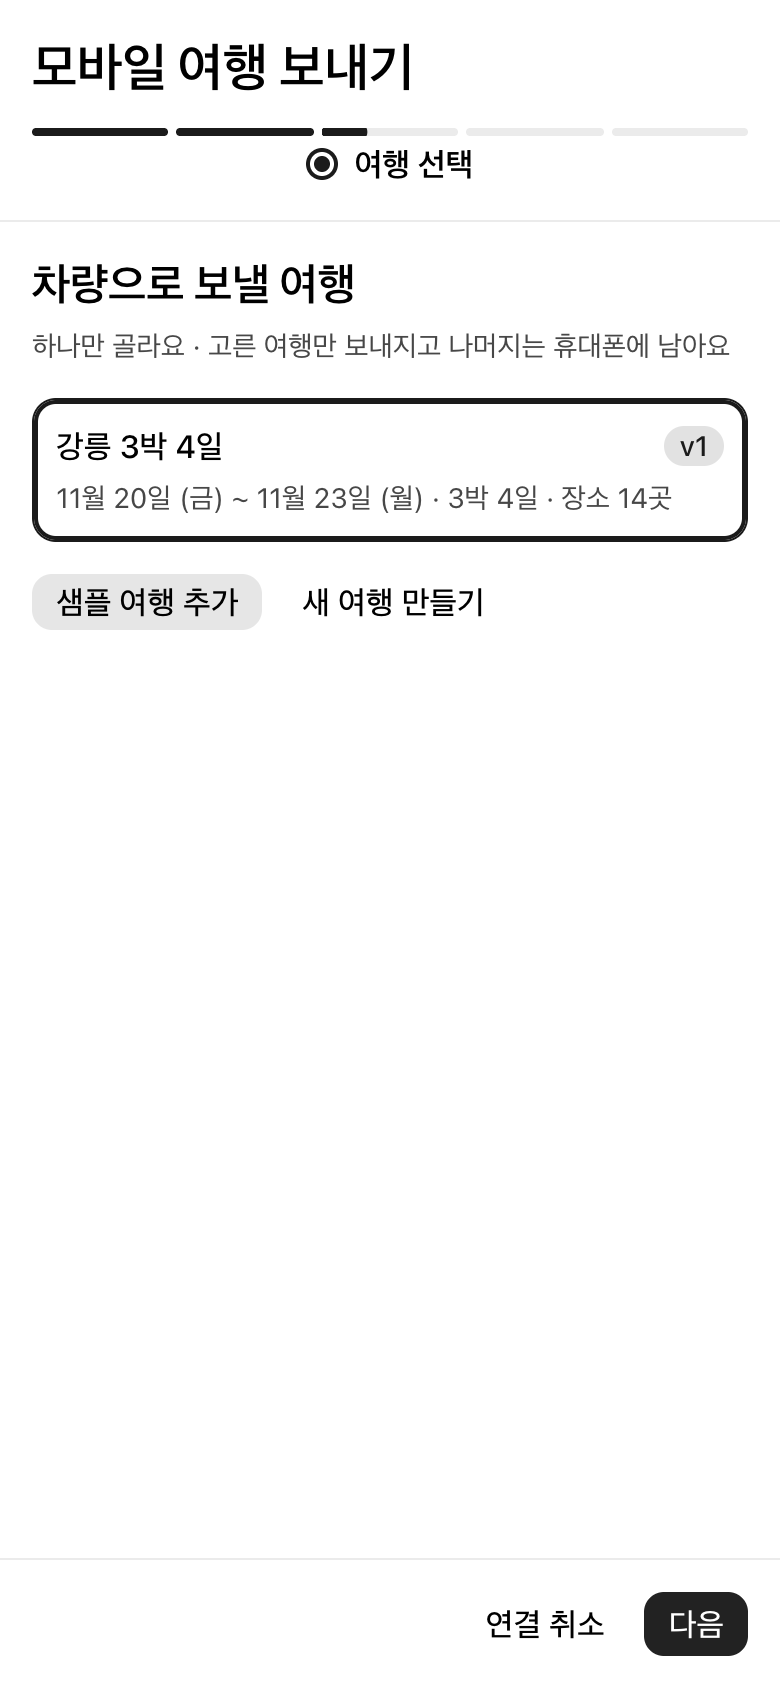 모바일 여행 보내기
여행 선택
차량으로 보낼 여행
하나만 골라요 · 고른 여행만 보내지고 나머지는 휴대폰에 남아요
강릉 3박 4일
v1
11월 20일 (금) ~ 11월 23일 (월) · 3박 4일 · 장소 14곳
샘플 여행 추가
새 여행 만들기
연결 취소
다음